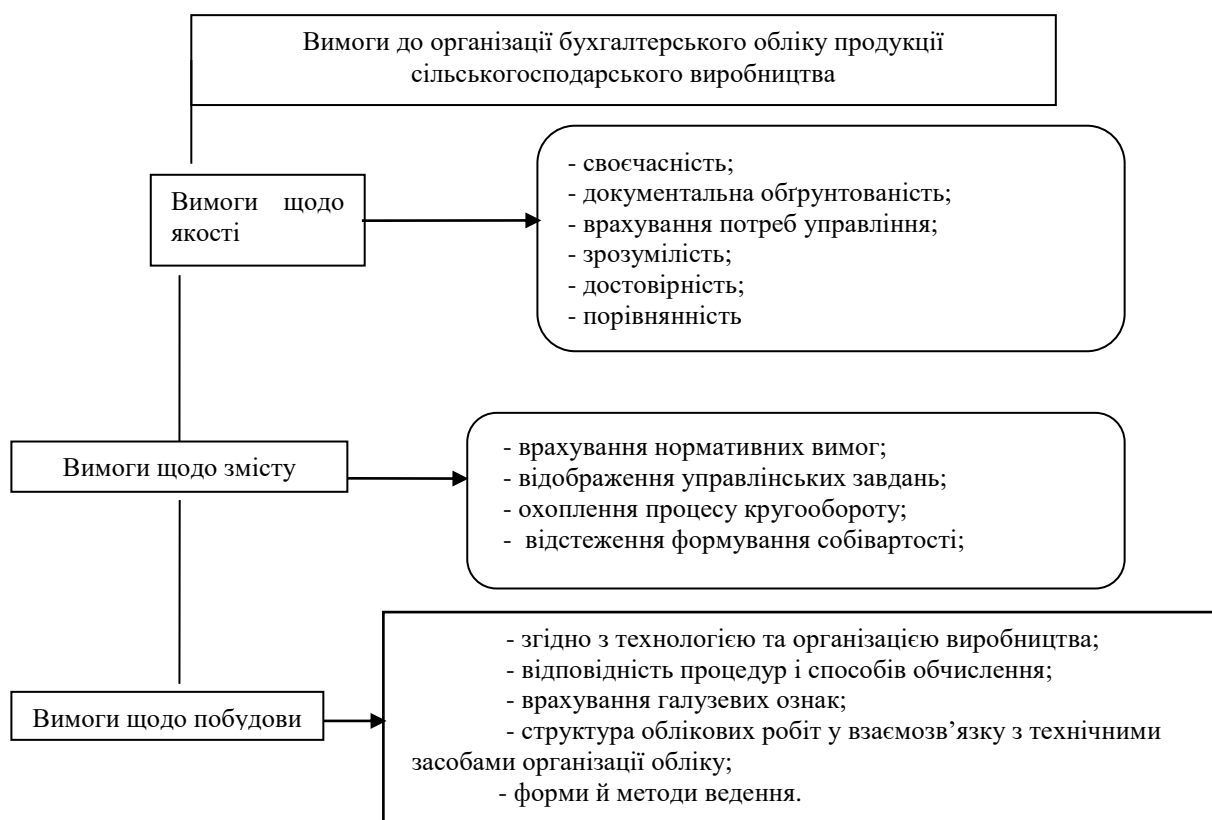 Вимоги до організації бухгалтерського обліку продукції
сільськогосподарського виробництва
Вимоги щодо
якості
- своєчасність;
- документальна обґрунтованість;
- врахування потреб управління;
- зрозумілість;
- достовірність;
- порівнянність
Вимоги щодо змісту
- врахування нормативних вимог;
- відображення управлінських завдань;
- охоплення процесу кругообороту;
- відстеження формування собівартості;
Вимоги щодо побудови
- згідно з технологією та організацією виробництва;
- відповідність процедур і способів обчислення;
- врахування галузевих ознак;
- структура облікових робіт у взаємозв’язку з технічними
засобами організації обліку;
- форми й методи ведення.